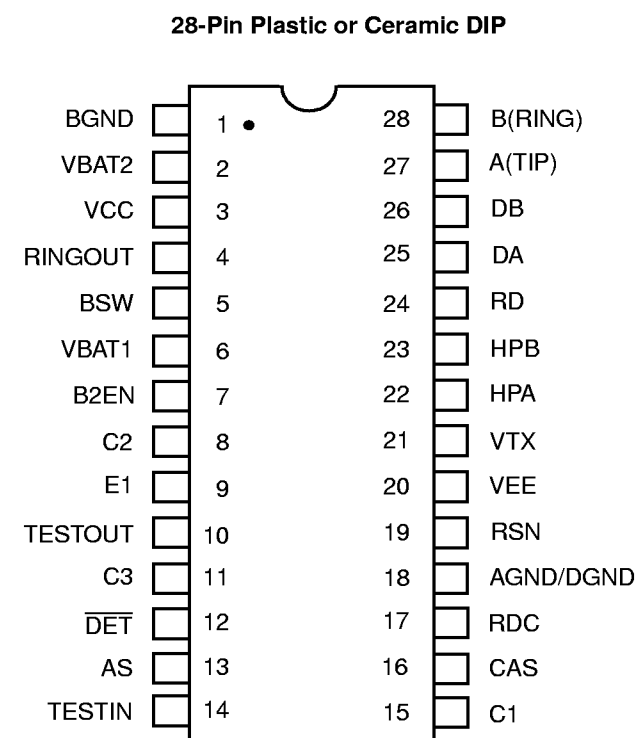 28-Pin Plastic or Ceramic DIP
BGND 1 28 B(RING)
VBAT2 2 27 A(TIP)
VCC 3 26 DB
RINGOUT 4 25 DA
BSW 5 24 RD
VBAT1 6 23 HPB
B2EN 7 22 HPA
C2 8 21 VTX
E1 9 20 VEE
TESTOUT 10 19 RSN
C3 11 18 AGND/DGND
DET 12 17 RDC
AS 13 16 CAS
TESTIN 14 15 C1